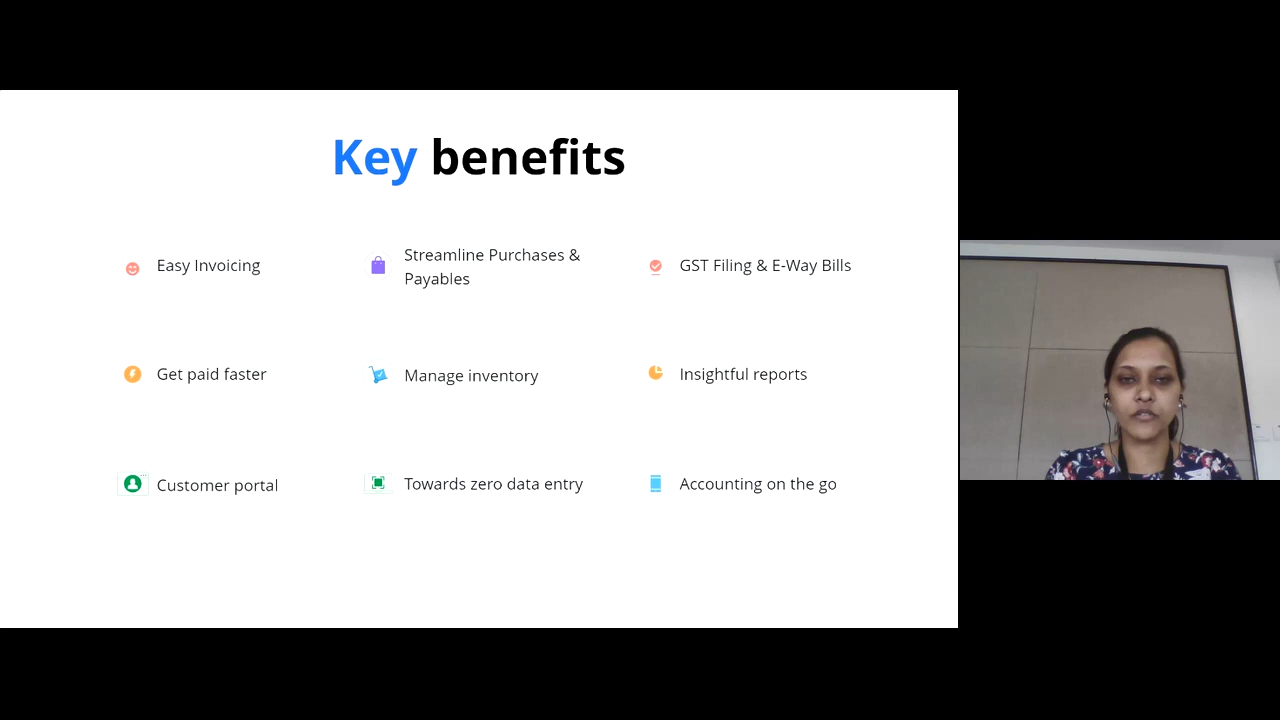 Key benefits
Easy Invoicing
Streamline Purchases &
Payables
GST Filing & E-Way Bills
Get paid faster
Manage inventory
Insightful reports
Customer portal
Towards zero data entry
Accounting on the go